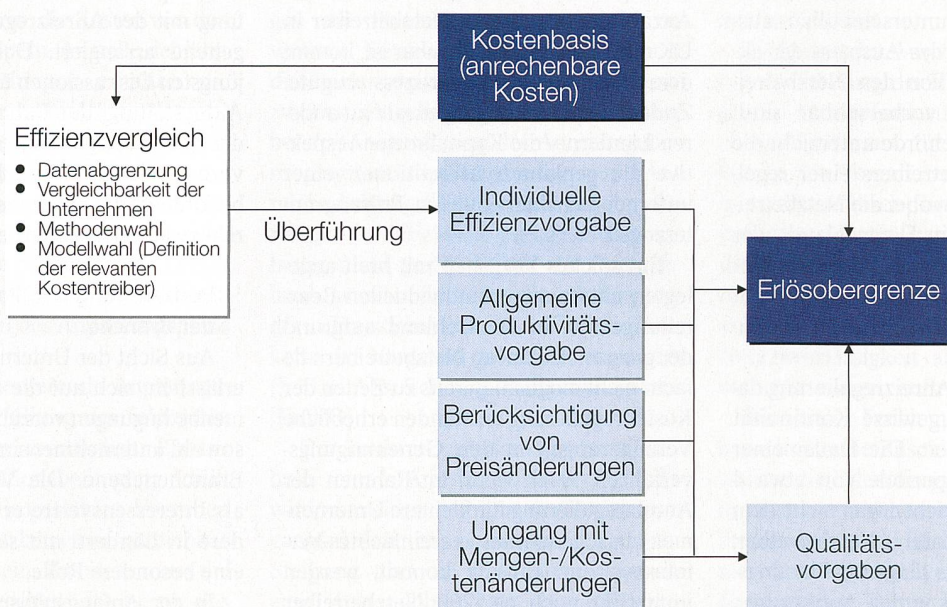 Kostenbasis
(anrechenbare
Kosten)
Effizienzvergleich
● Datenabgrenzung
● Vergleichbarkeit der
Unternehmen
● Methodenwahl
● Modellwahl (Definition
der relevanten
Kostentreiber)
Überführung
Individuelle
Effizienzvorgabe
Allgemeine
Produktivitäts-
vorgabe
Berücksichtigung
von
Preisänderungen
Umgang mit
Mengen-/Kos-
tenänderungen
Erlösobergrenze
Qualitäts-
vorgaben